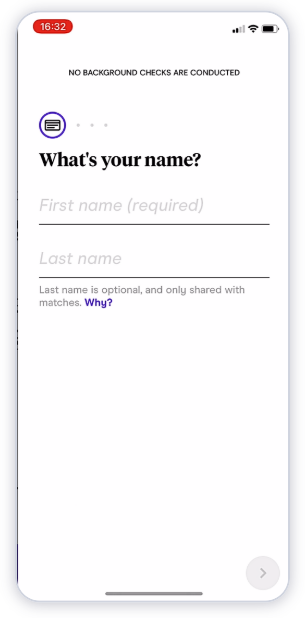 16:32
NO BACKGROUND CHECKS ARE CONDUCTED
What's your name?
First name (required)
Last name
Last name is optional, and only shared with
matches. Why?